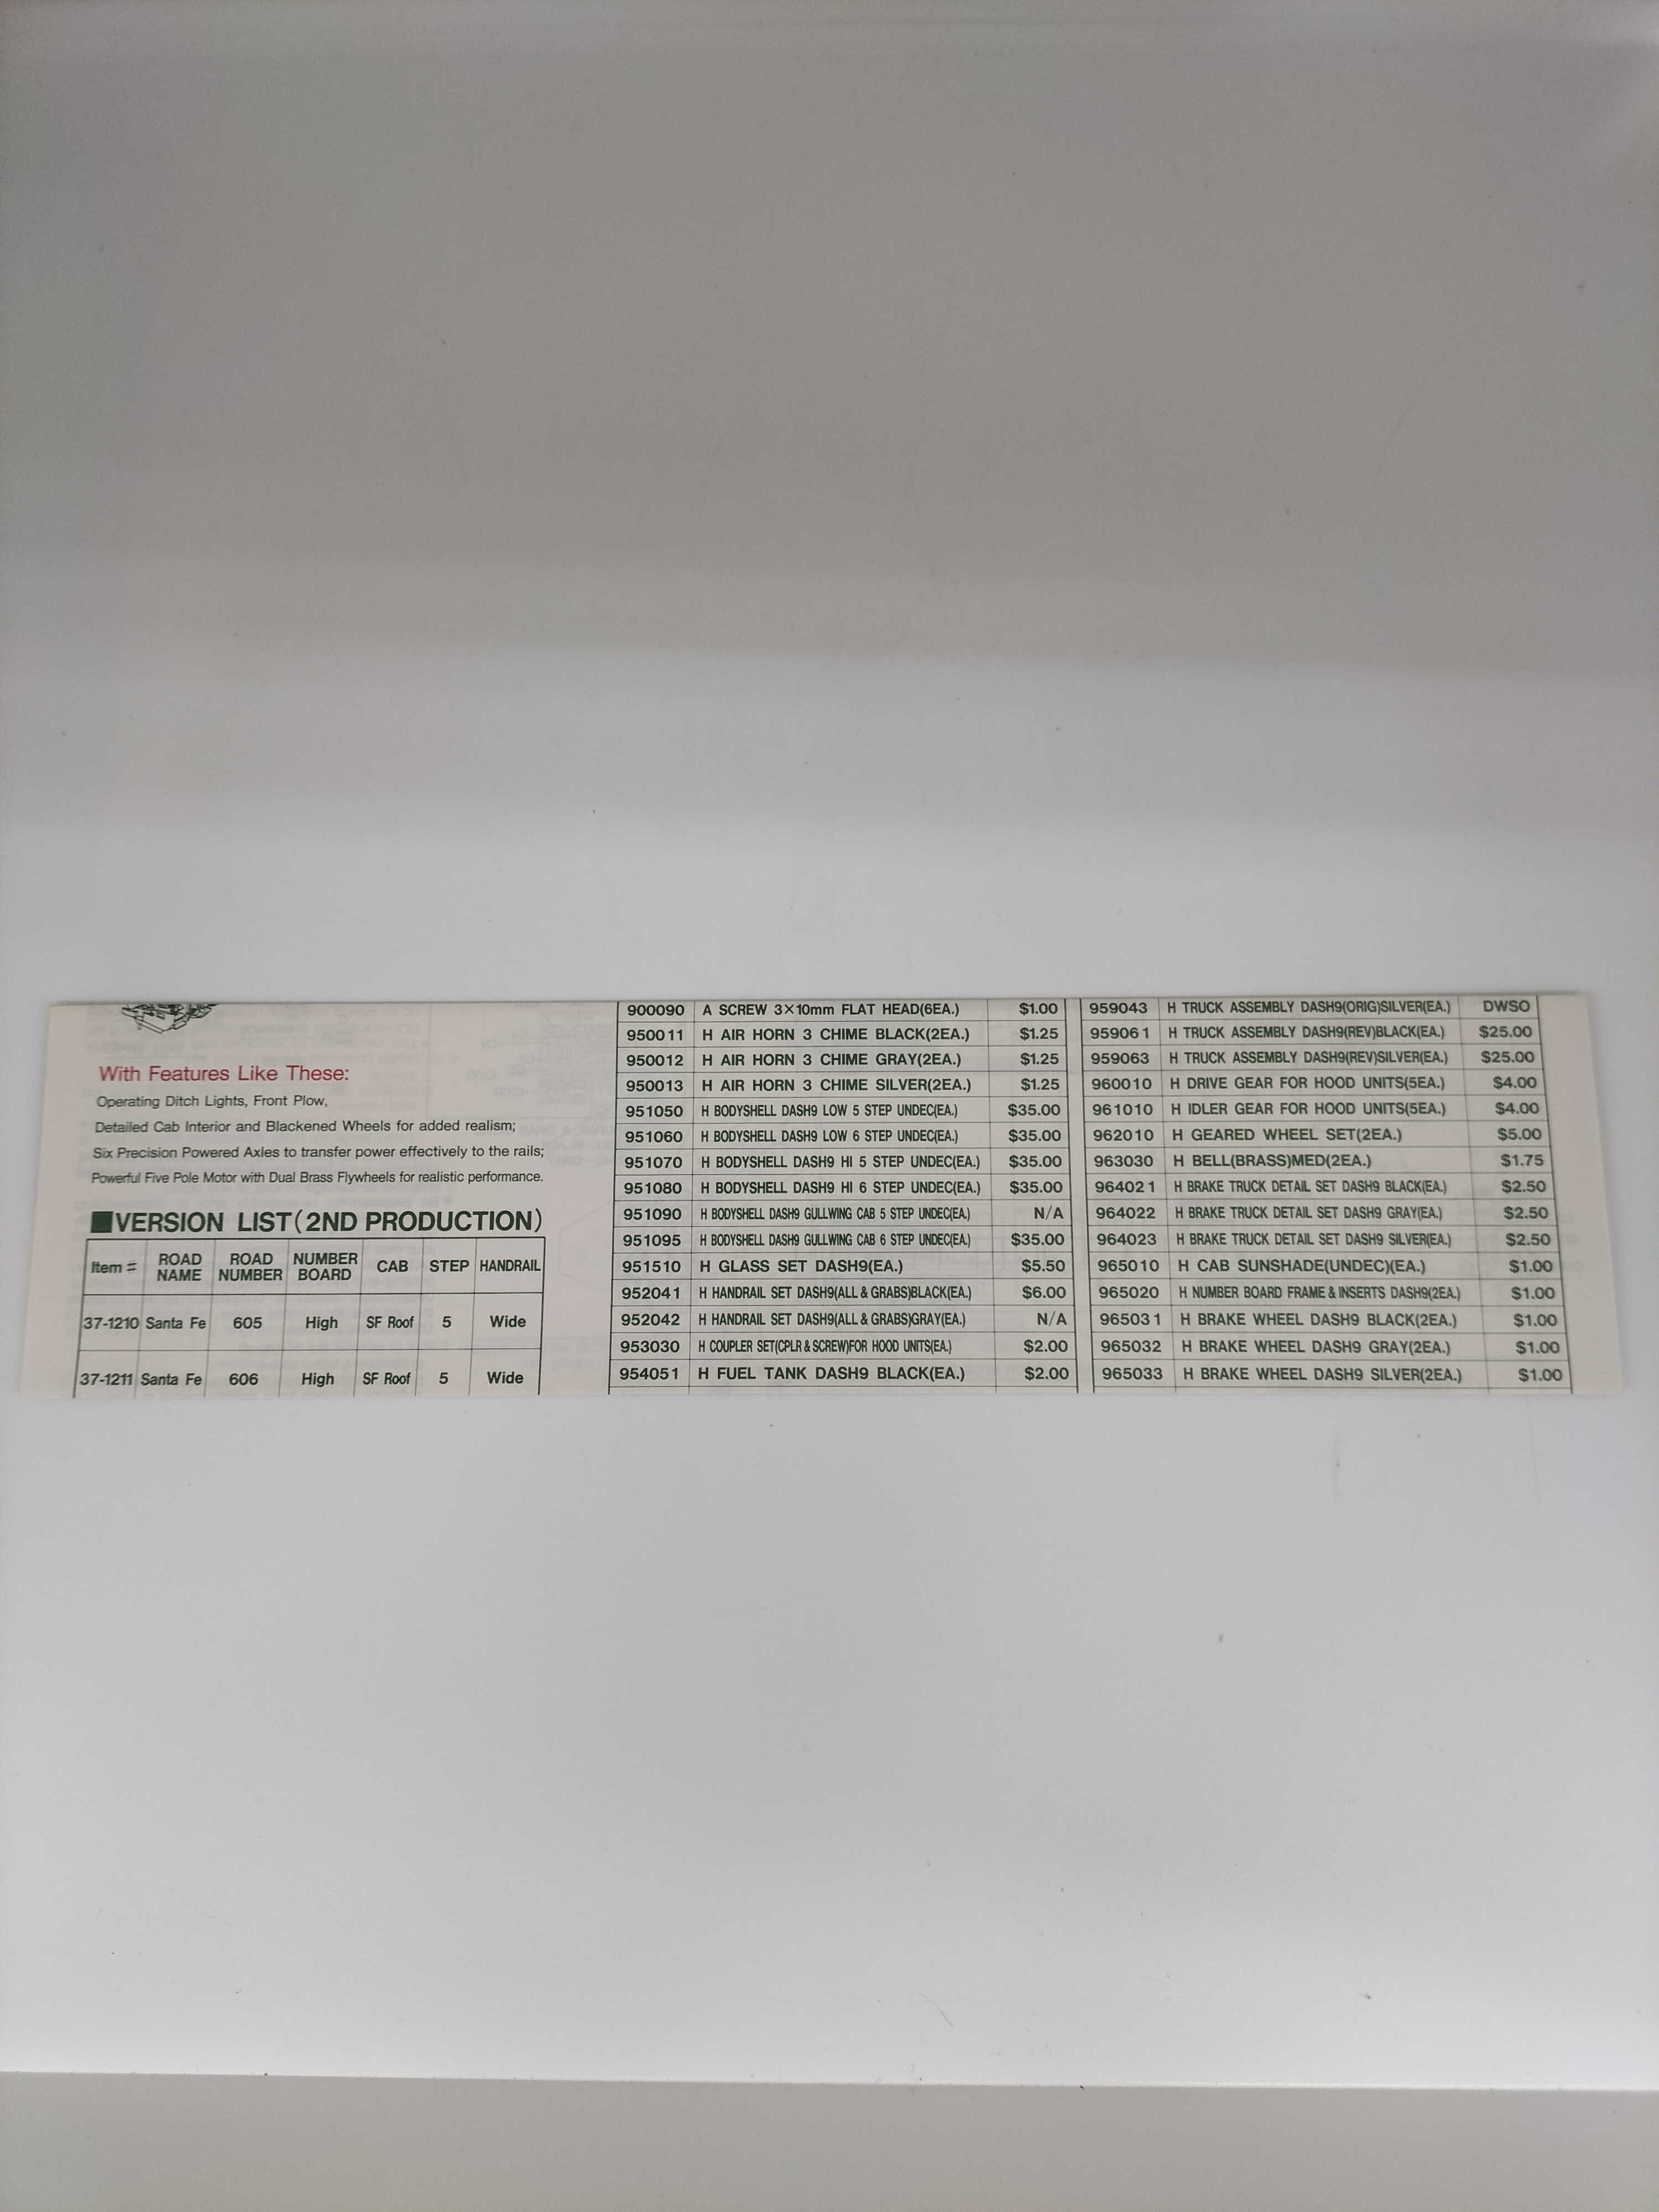 With Features Like These:
Operating Ditch Lights, Front Plow,
Detailed Cab Interior and Blackened Wheels for added realism;
Six Precision Powered Axles to transfer power effectively to the rails;
Powerful Five Pole Motor with Dual Brass Flywheels for realistic performance.
■VERSION LIST(2ND PRODUCTION)
Item # ROAD NAME ROAD NUMBER NUMBER BOARD CAB STEP HANDRAIL
37-1210 Santa Fe 605 High SF Roof 5 Wide
37-1211 Santa Fe 606 High SF Roof 5 Wide
900090 A SCREW 3×10mm FLAT HEAD(6EA.) $1.00
950011 H AIR HORN 3 CHIME BLACK(2EA.) $1.25
950012 H AIR HORN 3 CHIME GRAY(2EA.) $1.25
950013 H AIR HORN 3 CHIME SILVER(2EA.) $1.25
951050 H BODYSHELL DASH9 LOW 5 STEP UNDEC(EA.) $35.00
951060 H BODYSHELL DASH9 LOW 6 STEP UNDEC(EA.) $35.00
951070 H BODYSHELL DASH9 HI 5 STEP UNDEC(EA.) $35.00
951080 H BODYSHELL DASH9 HI 6 STEP UNDEC(EA.) $35.00
951090 H BODYSHELL DASH9 GULLWING CAB 5 STEP UNDEC(EA.) N/A
951095 H BODYSHELL DASH9 GULLWING CAB 6 STEP UNDEC(EA.) $35.00
951510 H GLASS SET DASH9(EA.) $5.50
952041 H HANDRAIL SET DASH9(ALL & GRABS)BLACK(EA.) $6.00
952042 H HANDRAIL SET DASH9(ALL & GRABS)GRAY(EA.) N/A
953030 H COUPLER SET(CPLR & SCREW)FOR HOOD UNITS(EA.) $2.00
954051 H FUEL TANK DASH9 BLACK(EA.) $2.00
959043 H TRUCK ASSEMBLY DASH9(ORIG)SILVER(EA.) DWSO
959061 H TRUCK ASSEMBLY DASH9(REV)BLACK(EA.) $25.00
959063 H TRUCK ASSEMBLY DASH9(REV)SILVER(EA.) $25.00
960010 H DRIVE GEAR FOR HOOD UNITS(5EA.) $4.00
961010 H IDLER GEAR FOR HOOD UNITS(5EA.) $4.00
962010 H GEARED WHEEL SET(2EA.) $5.00
963030 H BELL(BRASS)MED(2EA.) $1.75
964021 H BRAKE TRUCK DETAIL SET DASH9 BLACK(EA.) $2.50
964022 H BRAKE TRUCK DETAIL SET DASH9 GRAY(EA.) $2.50
964023 H BRAKE TRUCK DETAIL SET DASH9 SILVER(EA.) $2.50
965010 H CAB SUNSHADE(UNDEC)(EA.) $1.00
965020 H NUMBER BOARD FRAME & INSERTS DASH9(2EA.) $1.00
965031 H BRAKE WHEEL DASH9 BLACK(2EA.) $1.00
965032 H BRAKE WHEEL DASH9 GRAY(2EA.) $1.00
965033 H BRAKE WHEEL DASH9 SILVER(2EA.) $1.00